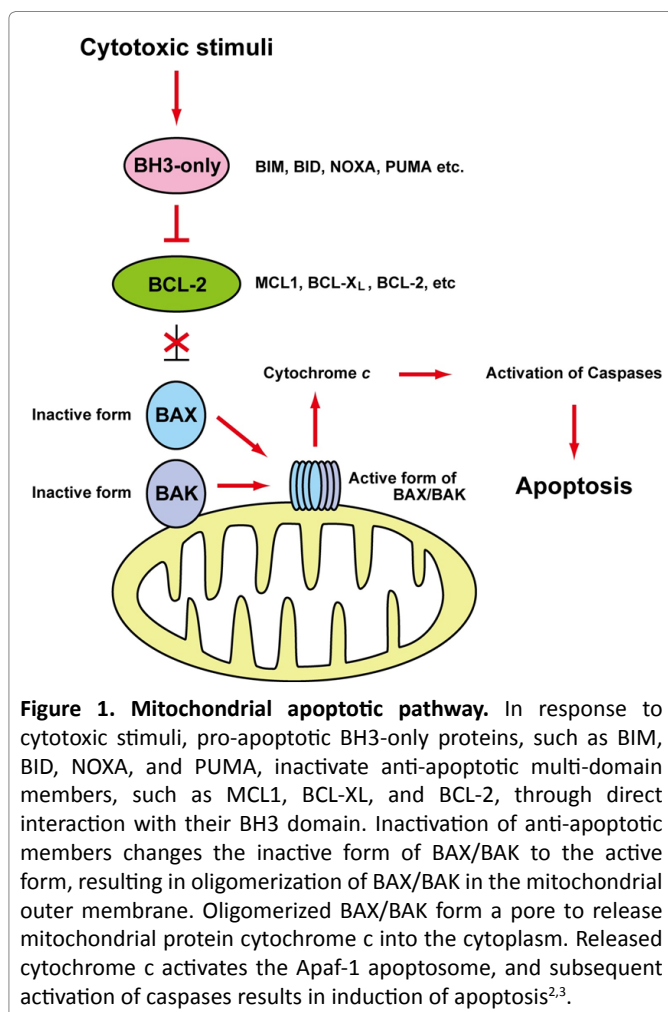 Cytotoxic stimuli
BH3-only
BIM, BID, NOXA, PUMA etc.
BCL-2
MCL1, BCL-XL , BCL-2, etc
Cytochrome c
Activation of Caspases
Inactive form
BAX
Inactive form
BAK
Active form of
BAX/BAK
Apoptosis
Figure 1. Mitochondrial apoptotic pathway. In response to
cytotoxic stimuli, pro-apoptotic BH3-only proteins, such as BIM,
BID, NOXA, and PUMA, inactivate anti-apoptotic multi-domain
members, such as MCL1, BCL-XL, and BCL-2, through direct
interaction with their BH3 domain. Inactivation of anti-apoptotic
members changes the inactive form of BAX/BAK to the active
form, resulting in oligomerization of BAX/BAK in the mitochondrial
outer membrane. Oligomerized BAX/BAK form a pore to release
mitochondrial protein cytochrome c into the cytoplasm. Released
cytochrome c activates the Apaf-1 apoptosome, and subsequent
activation of caspases results in induction of apoptosis2,3.